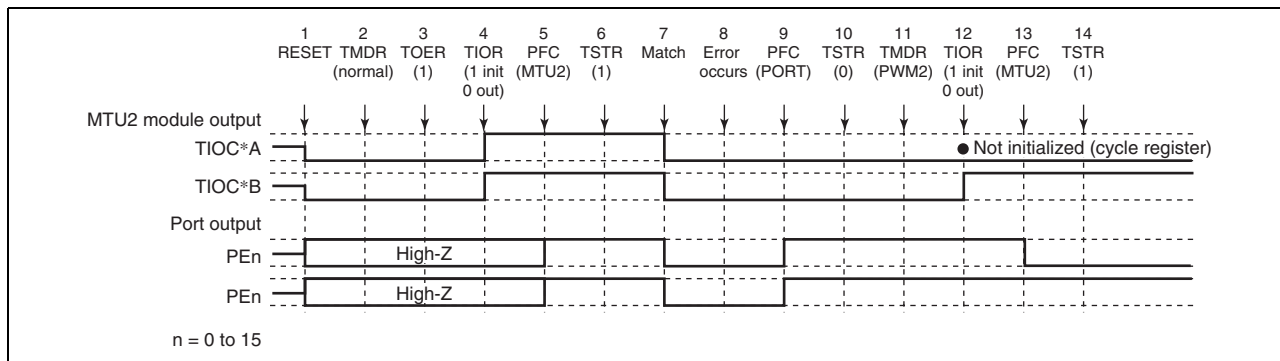 1 2 3 4 5 6 7 8 9 10 11 12 13 14
RESET TMDR TOER TIOR PFC TSTR Match Error PFC TSTR TMDR TIOR PFC TSTR
(normal) (1) (1 init (MTU2) (1) occurs (PORT) (0) (PWM2) (1 init (MTU2) (1)
0 out) 0 out)
MTU2 module output
TIOC*A
● Not initialized (cycle register)
TIOC*B
Port output
PEn
High-Z
PEn
High-Z
n = 0 to 15